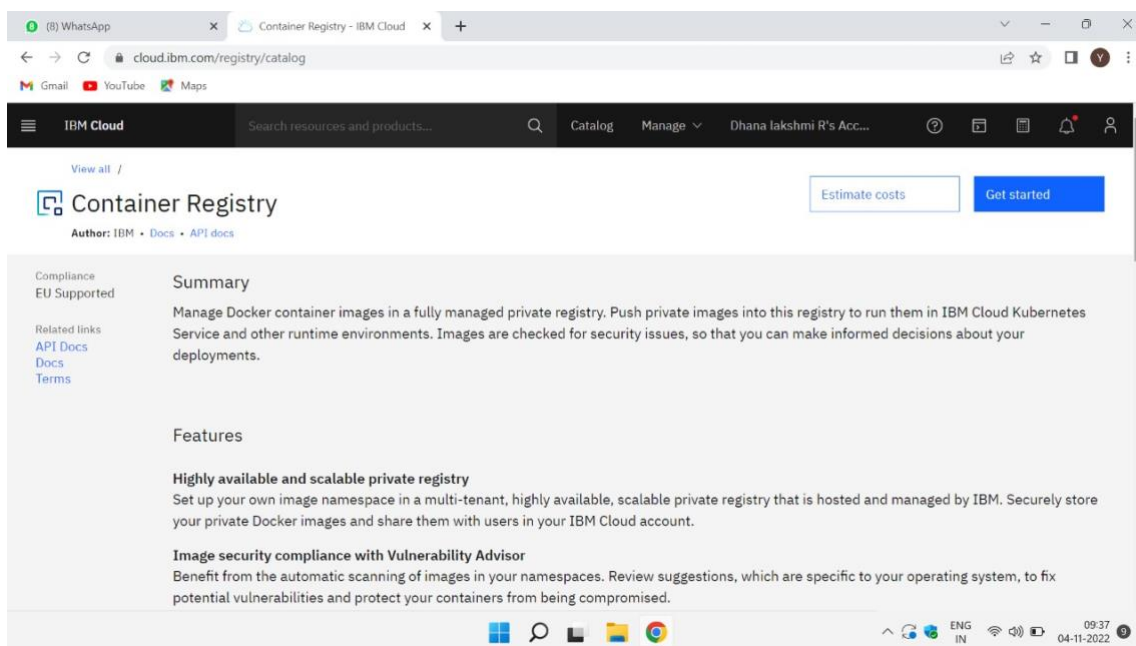 (8) WhatsApp
Container Registry - IBM Cloud
cloud.ibm.com/registry/catalog
Gmail YouTube Maps
IBM Cloud Search resources and products... Catalog Manage Dhana lakshmi R's Acc...
View all /
Container Registry
Estimate costs Get started
Author: IBM • Docs • API docs
Compliance
EU Supported
Related links
API Docs
Docs
Terms
Summary
Manage Docker container images in a fully managed private registry. Push private images into this registry to run them in IBM Cloud Kubernetes
Service and other runtime environments. Images are checked for security issues, so that you can make informed decisions about your
deployments.
Features
Highly available and scalable private registry
Set up your own image namespace in a multi-tenant, highly available, scalable private registry that is hosted and managed by IBM. Securely store
your private Docker images and share them with users in your IBM Cloud account.
Image security compliance with Vulnerability Advisor
Benefit from the automatic scanning of images in your namespaces. Review suggestions, which are specific to your operating system, to fix
potential vulnerabilities and protect your containers from being compromised.
ENG
IN
09:37
04-11-2022
9